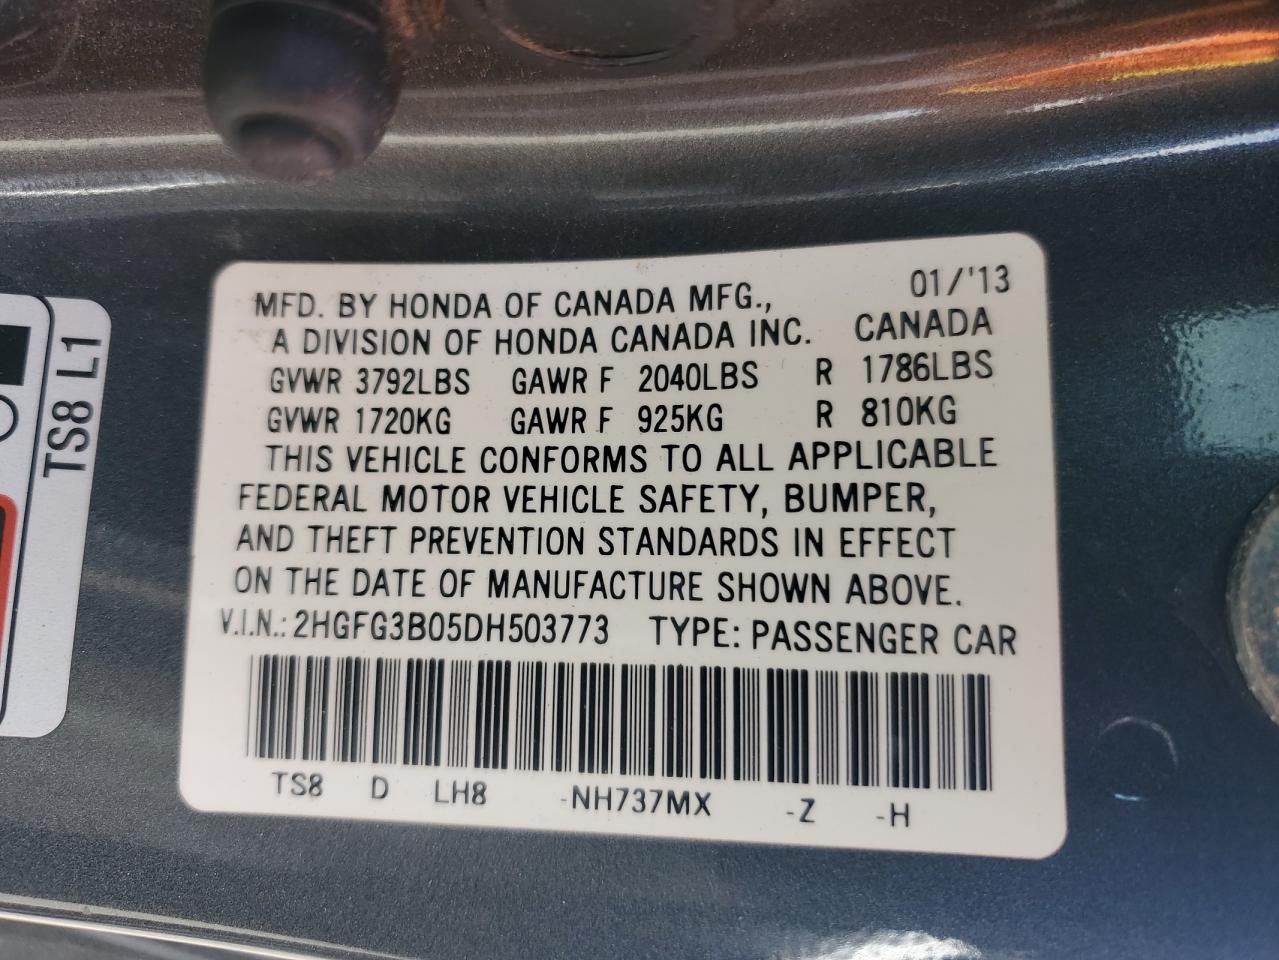 MFD. BY HONDA OF CANADA MFG., 01/'13
A DIVISION OF HONDA CANADA INC. CANADA
GVWR 3792LBS GAWR F 2040LBS R 1786LBS
GVWR 1720KG GAWR F 925KG R 810KG
THIS VEHICLE CONFORMS TO ALL APPLICABLE
FEDERAL MOTOR VEHICLE SAFETY, BUMPER,
AND THEFT PREVENTION STANDARDS IN EFFECT
ON THE DATE OF MANUFACTURE SHOWN ABOVE.
V.I.N.: 2HGFG3B05DH503773 TYPE: PASSENGER CAR
TS8 D LH8 -NH737MX -Z -H
TS8 L1